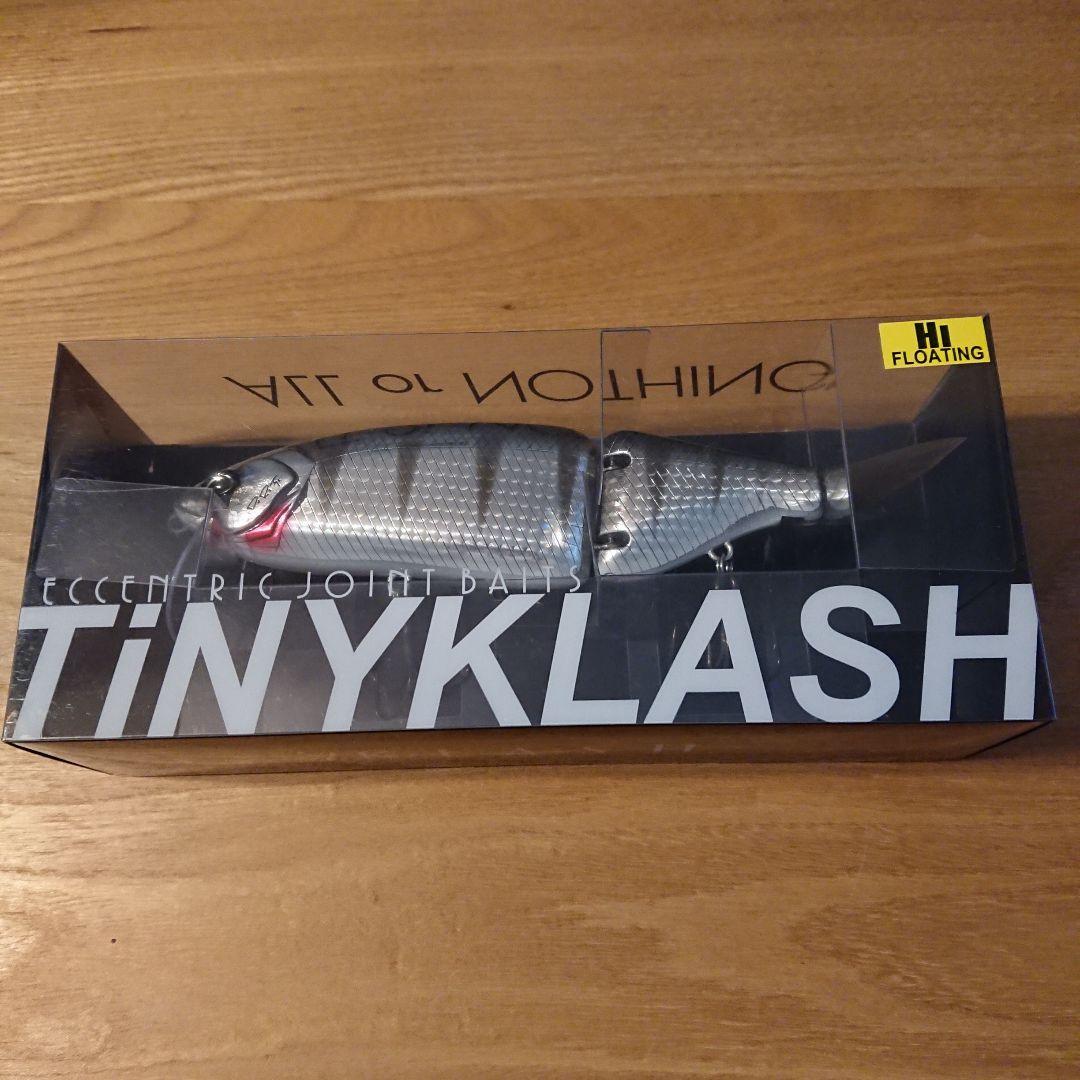 HI
FLOATING
ALL or NOTHING
ECCENTRIC JOINT BAITS
TiNYKLASH